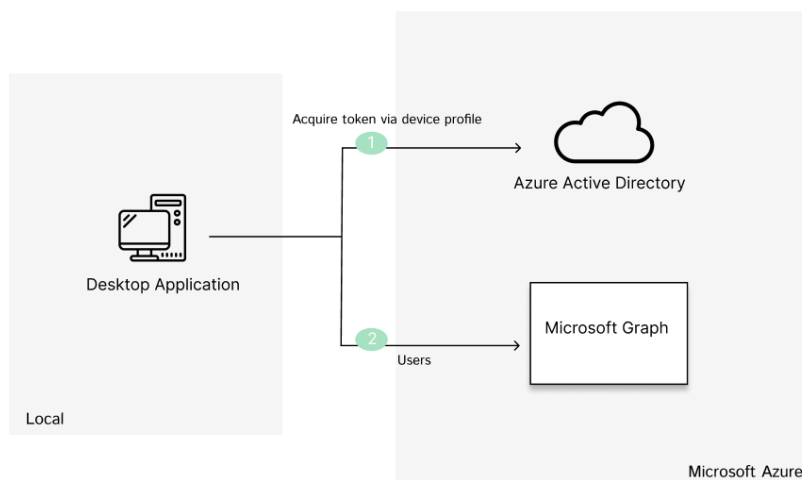 Acquire token via device profile
1
Azure Active Directory
Desktop Application
Microsoft Graph
2
Users
Local
Microsoft Azure